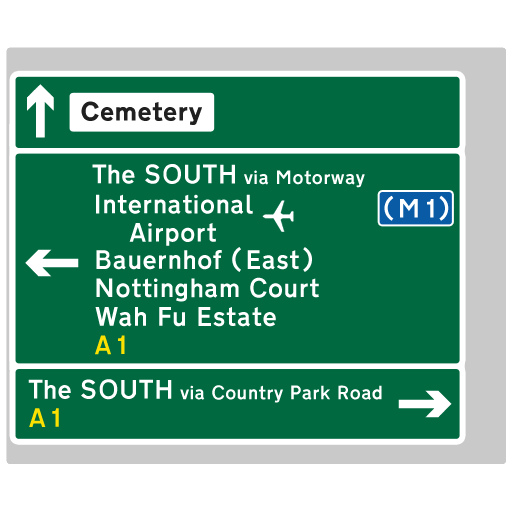 Cemetery
The SOUTH via Motorway
International
Airport
(M1)
Bauernhof (East)
Nottingham Court
Wah Fu Estate
A1
The SOUTH via Country Park Road
A1